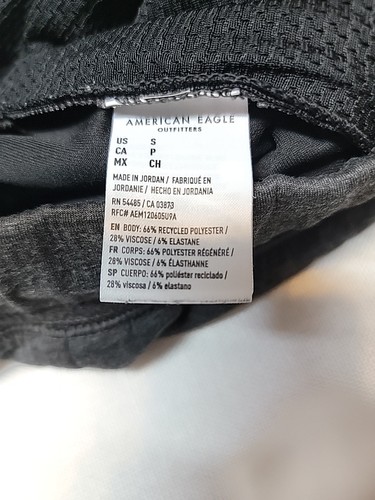 AMERICAN EAGLE
OUTFITTERS
US S
CA P
MX CH
MADE IN JORDAN / FABRIQUÉ EN
JORDANIE / HECHO EN JORDANIA
RN 54485 / CA 03873
RFC# AEM120605U9A
EN BODY: 66% RECYCLED POLYESTER /
28% VISCOSE / 6% ELASTANE
FR CORPS: 66% POLYESTER RÉGÉNÉRÉ /
28% VISCOSE / 6% ÉLASTHANNE
SP CUERPO: 66% poliéster reciclado /
28% viscosa / 6% elastano